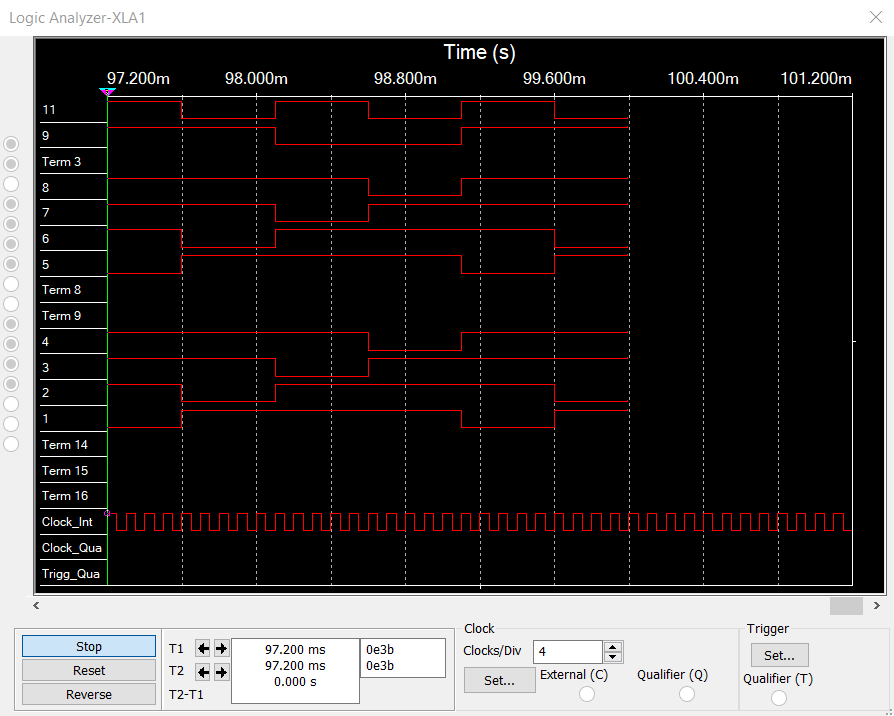 Logic Analyzer-XLA1
Time (s)
97.200m 98.000m 98.800m 99.600m 100.400m 101.200m
11
9
Term 3
8
7
6
5
Term 8
Term 9
4
3
2
1
Term 14
Term 15
Term 16
Clock_Int
Clock_Qua
Trigg_Qua
Stop
Reset
Reverse
T1
T2
T2-T1
97.200 ms 0e3b
97.200 ms 0e3b
0.000 s
Clock
Clocks/Div 4
Set...
External (C)
Qualifier (Q)
Trigger
Set...
Qualifier (T)